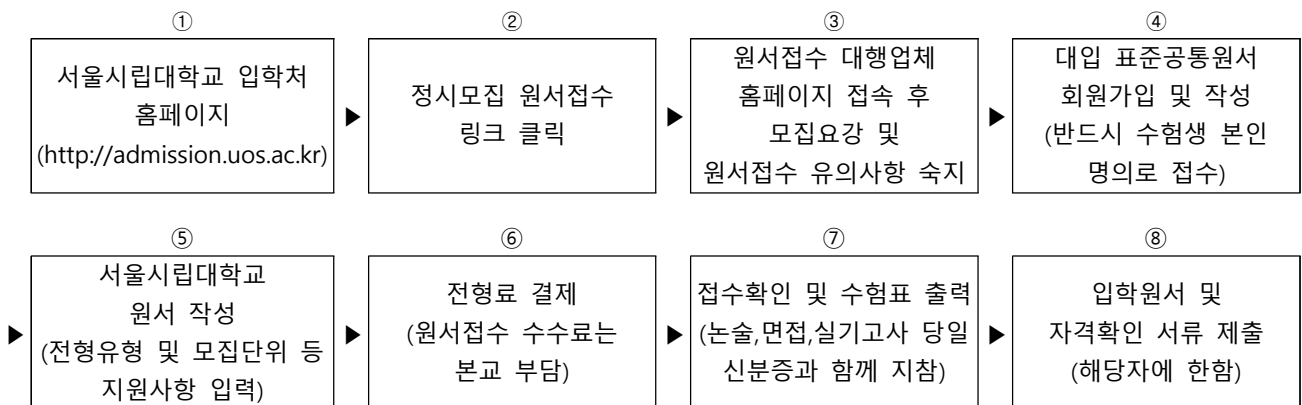 ①
서울시립대학교 입학처
홈페이지
(http://admission.uos.ac.kr)
▶
②
정시모집 원서접수
링크 클릭
▶
③
원서접수 대행업체
홈페이지 접속 후
모집요강 및
원서접수 유의사항 숙지
▶
④
대입 표준공통원서
회원가입 및 작성
(반드시 수험생 본인
명의로 접수)
▶
⑤
서울시립대학교
원서 작성
(전형유형 및 모집단위 등
지원사항 입력)
▶
⑥
전형료 결제
(원서접수 수수료는
본교 부담)
▶
⑦
접수확인 및 수험표 출력
(논술,면접,실기고사 당일
신분증과 함께 지참)
▶
⑧
입학원서 및
자격확인 서류 제출
(해당자에 한함)